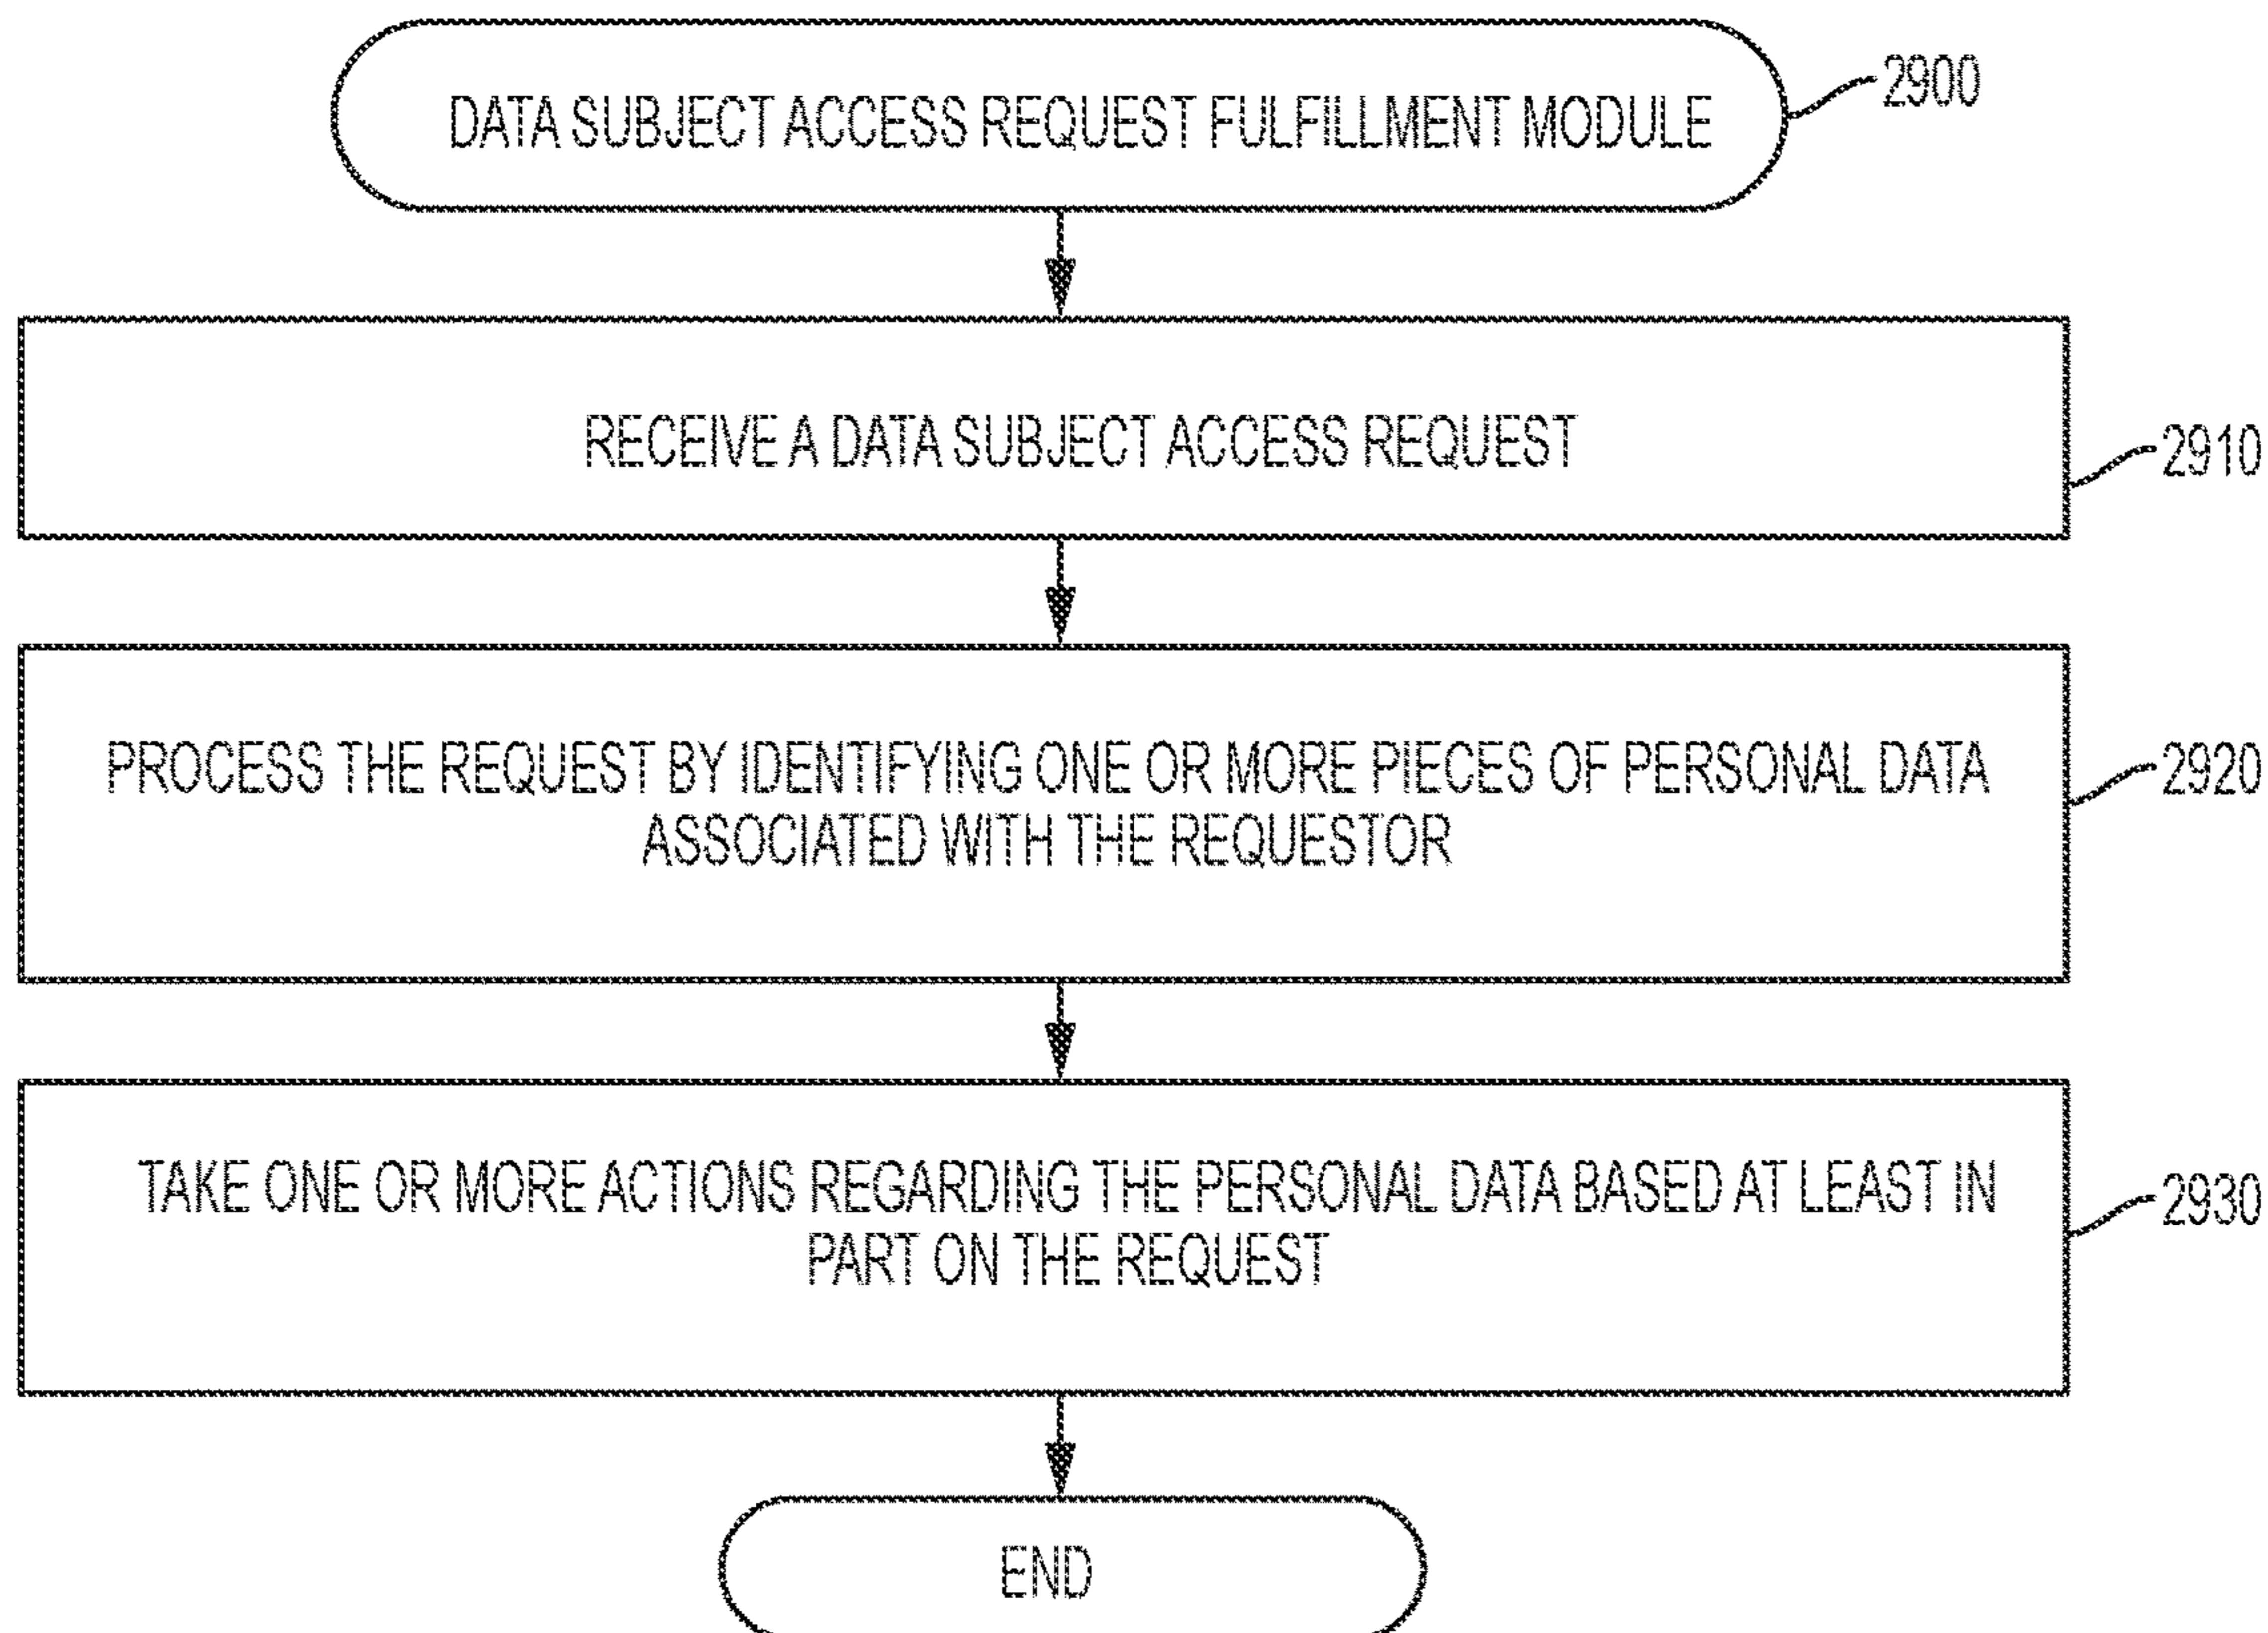 DATA SUBJECT ACCESS REQUEST FULFILLMENT MODULE
2900
RECEIVE A DATA SUBJECT ACCESS REQUEST
2910
PROCESS THE REQUEST BY IDENTIFYING ONE OR MORE PIECES OF PERSONAL DATA
ASSOCIATED WITH THE REQUESTOR
2920
TAKE ONE OR MORE ACTIONS REGARDING THE PERSONAL DATA BASED AT LEAST IN
PART ON THE REQUEST
2930
END